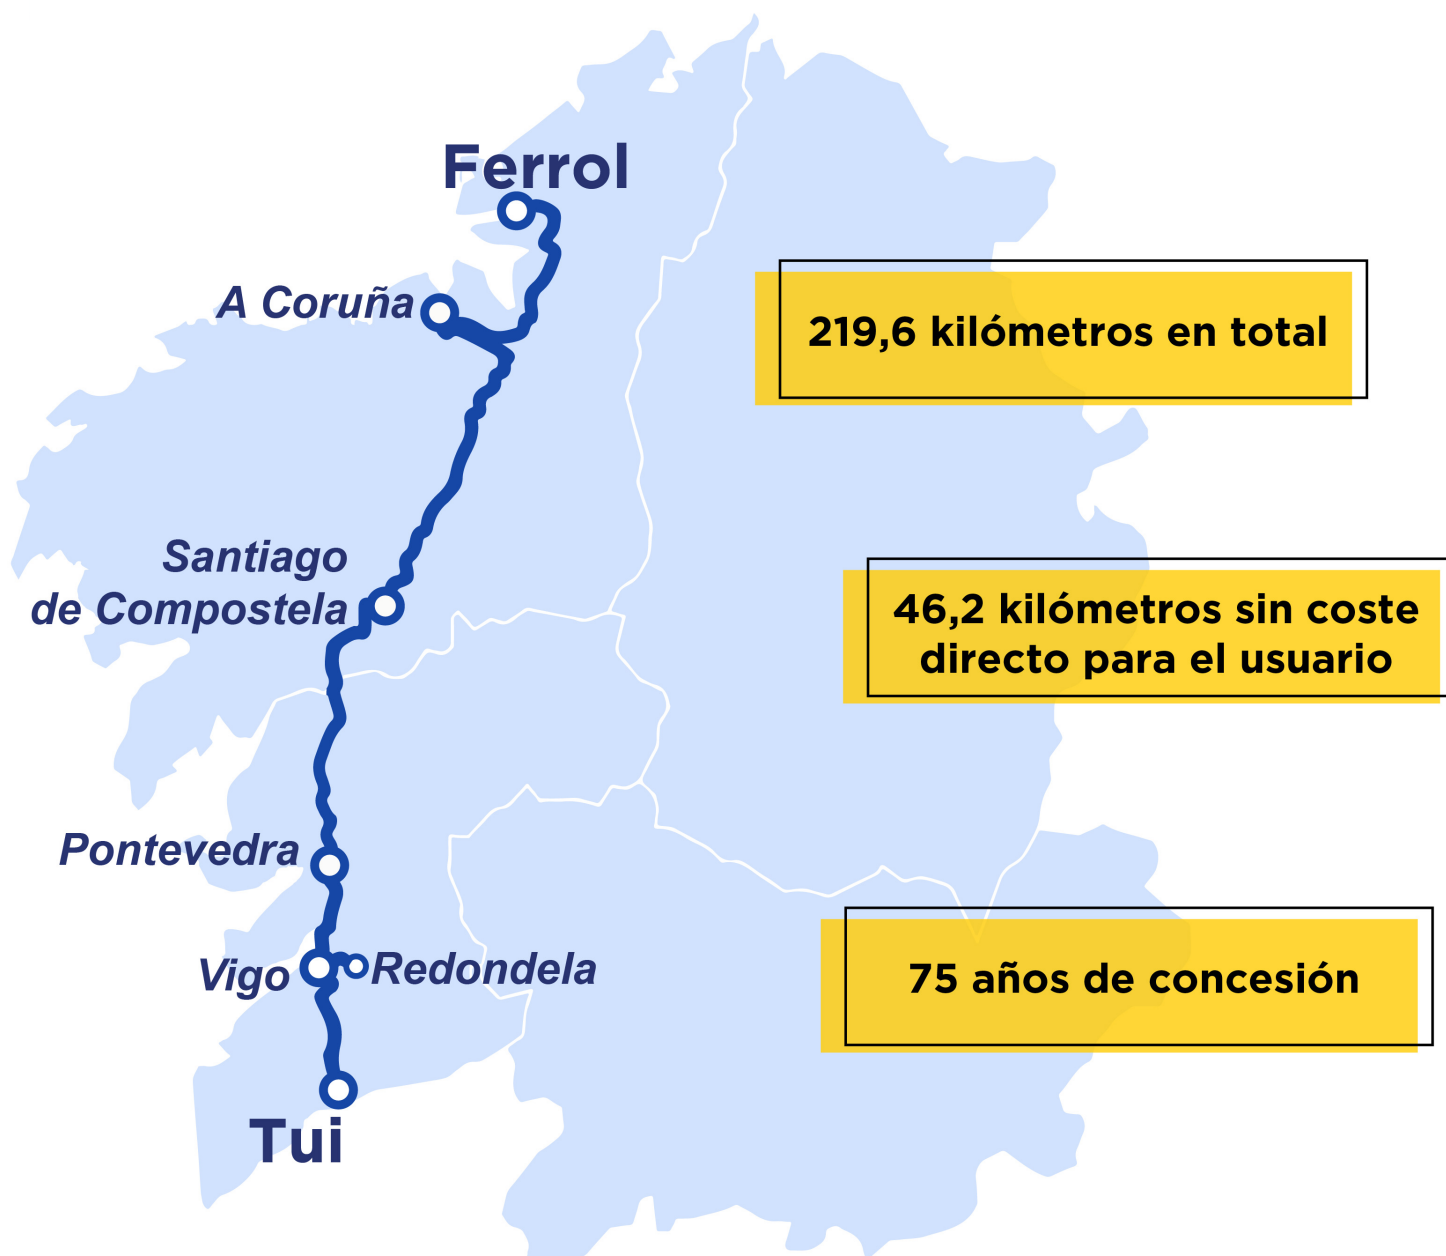 Ferrol
A Coruña
219,6 kilómetros en total
Santiago
de Compostela
46,2 kilómetros sin coste
directo para el usuario
Pontevedra
Vigo
Redondela
75 años de concesión
Tui